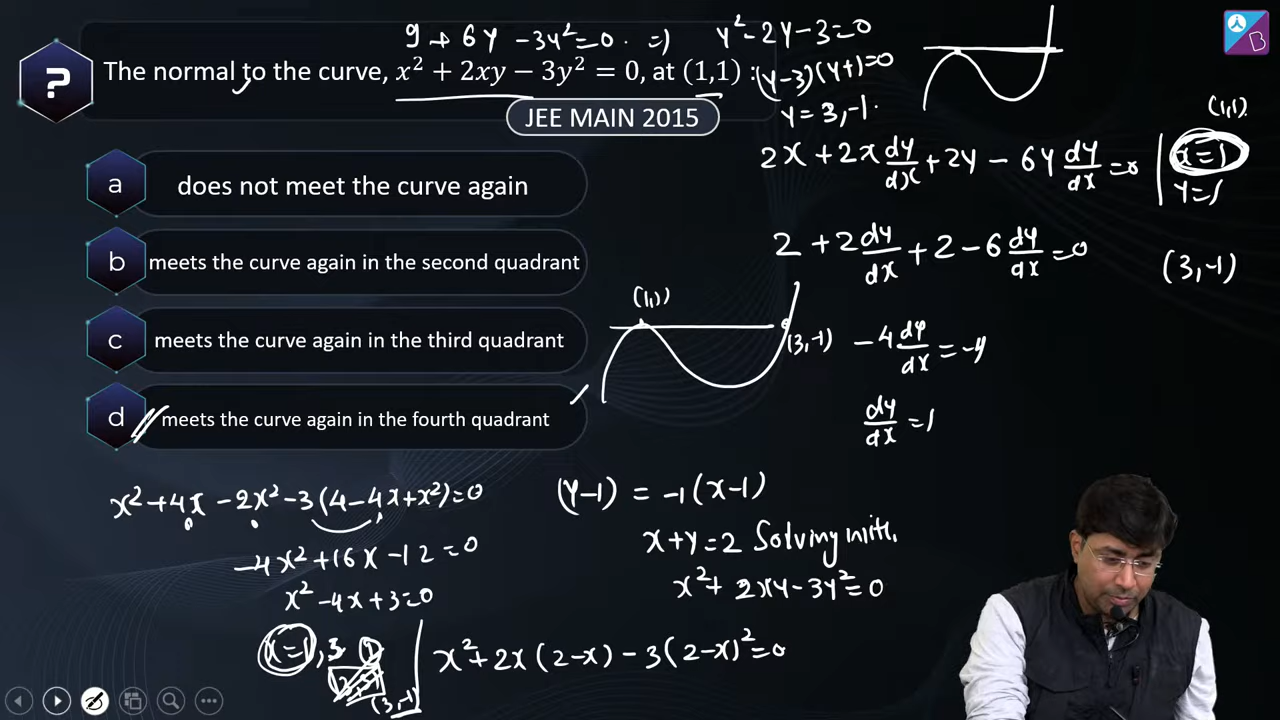 9 + 6y - 3y² = 0. ⇒ y² - 2y - 3 = 0
?
The normal to the curve, x² + 2xy − 3y² = 0, at (1,1) :
(y-3)(y+1)=0
y = 3, -1.
JEE MAIN 2015
B
(1,1).
2x + 2x dy/dx + 2y - 6y dy/dx = 0
x=1
y=1
a does not meet the curve again
2 + 2 dy/dx + 2 - 6 dy/dx = 0
(3,-1)
b meets the curve again in the second quadrant
(1,1)
(3,-1)
c meets the curve again in the third quadrant
-4 dy/dx = -4
d meets the curve again in the fourth quadrant
dy/dx = 1
x² + 4x - 2x² - 3(4 - 4x + x²) = 0
(y-1) = -1(x-1)
-4x² + 16x - 12 = 0
x + y = 2 Solving with
x² - 4x + 3 = 0
x² + 2xy - 3y² = 0
x=1, 3
(3,-1)
x² + 2x(2-x) - 3(2-x)² = 0